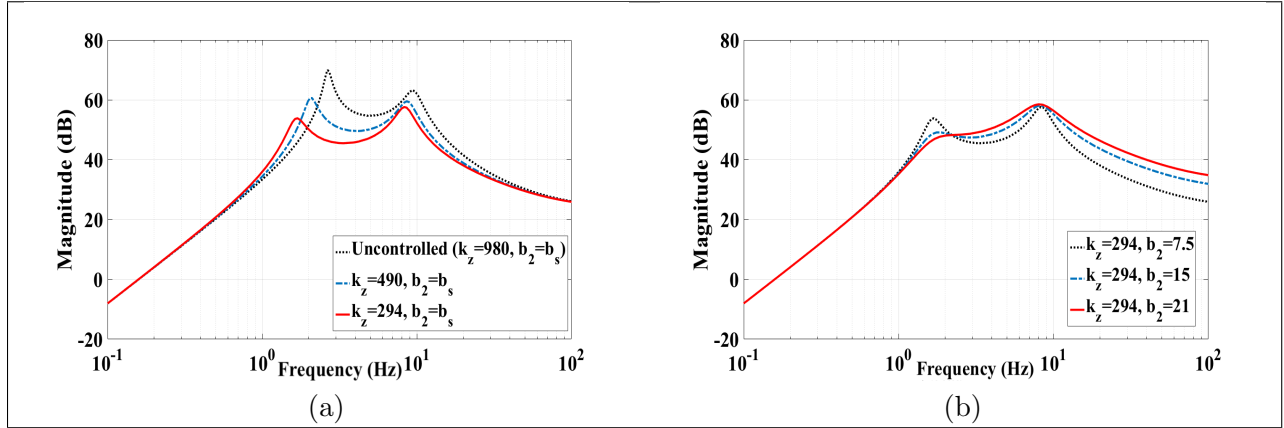 80
60
40
20
0
-20
Magnitude (dB)
10^-1
10^0
10^1
10^2
Frequency (Hz)
Uncontrolled (k_z=980, b_2=b_s)
k_z=490, b_2=b_s
k_z=294, b_2=b_s
(a)
80
60
40
20
0
-20
Magnitude (dB)
10^-1
10^0
10^1
10^2
Frequency (Hz)
k_z=294, b_2=7.5
k_z=294, b_2=15
k_z=294, b_2=21
(b)